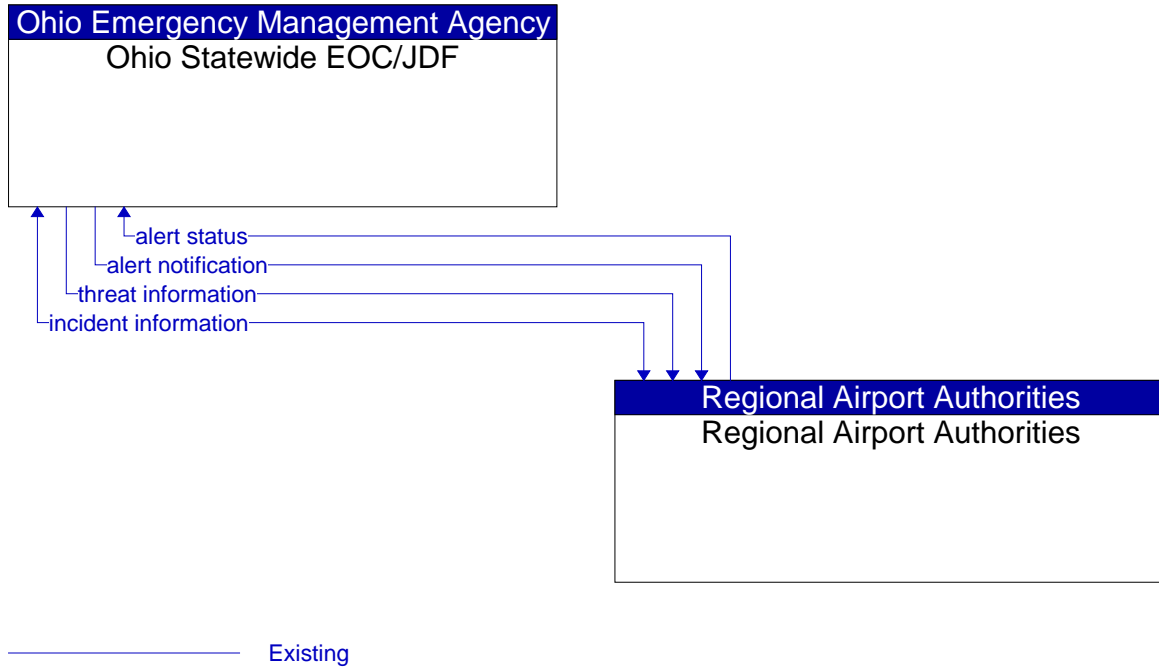 Ohio Emergency Management Agency
Ohio Statewide EOC/JDF
alert status
alert notification
threat information
incident information
Regional Airport Authorities
Regional Airport Authorities
Existing